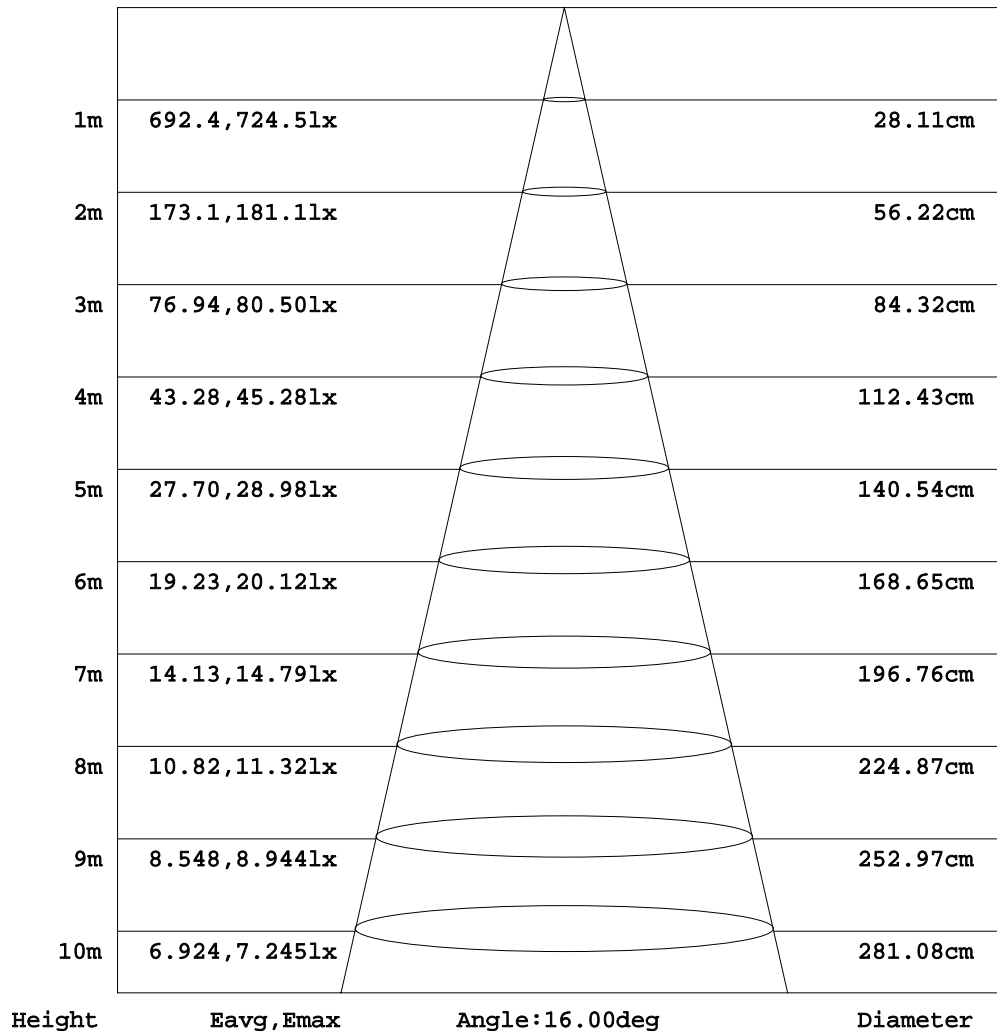 1m 692.4,724.5lx 28.11cm
2m 173.1,181.1lx 56.22cm
3m 76.94,80.50lx 84.32cm
4m 43.28,45.28lx 112.43cm
5m 27.70,28.98lx 140.54cm
6m 19.23,20.12lx 168.65cm
7m 14.13,14.79lx 196.76cm
8m 10.82,11.32lx 224.87cm
9m 8.548,8.944lx 252.97cm
10m 6.924,7.245lx 281.08cm
Height Eavg,Emax Angle:16.00deg Diameter